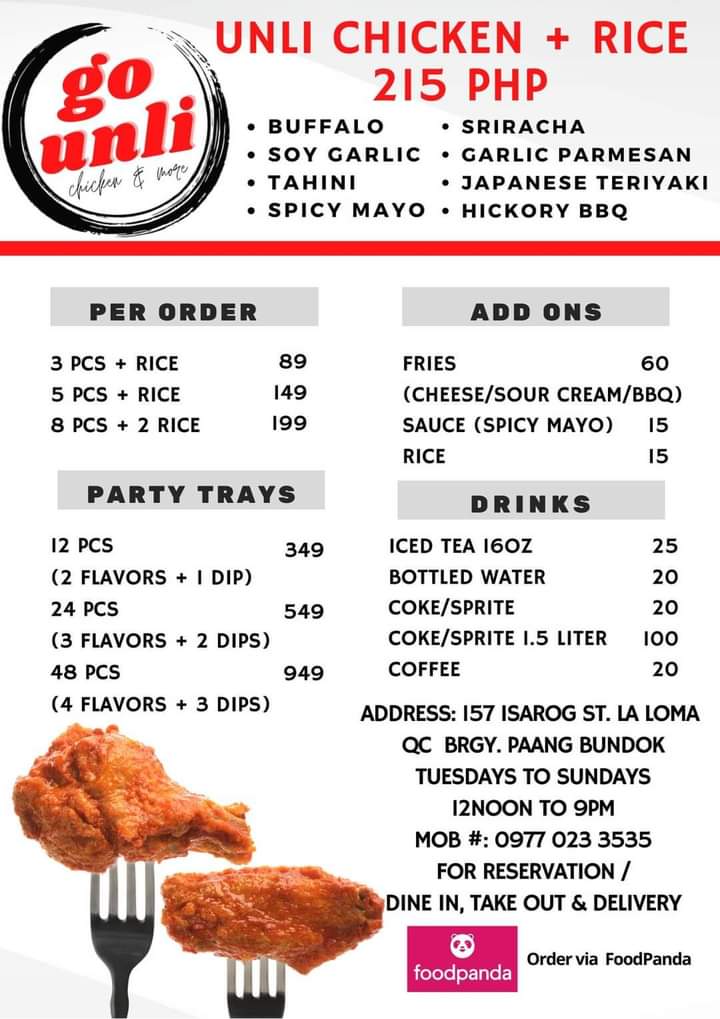 go
unli
chicken & more
UNLI CHICKEN + RICE
215 PHP
• BUFFALO
• SOY GARLIC
• TAHINI
• SPICY MAYO
• SRIRACHA
• GARLIC PARMESAN
• JAPANESE TERIYAKI
• HICKORY BBQ
PER ORDER
3 PCS + RICE 89
5 PCS + RICE 149
8 PCS + 2 RICE 199
PARTY TRAYS
12 PCS 349
(2 FLAVORS + 1 DIP)
24 PCS 549
(3 FLAVORS + 2 DIPS)
48 PCS 949
(4 FLAVORS + 3 DIPS)
ADD ONS
FRIES 60
(CHEESE/SOUR CREAM/BBQ)
SAUCE (SPICY MAYO) 15
RICE 15
DRINKS
ICED TEA 16OZ 25
BOTTLED WATER 20
COKE/SPRITE 20
COKE/SPRITE 1.5 LITER 100
COFFEE 20
ADDRESS: 157 ISAROG ST. LA LOMA
QC BRGY. PAANG BUNDOK
TUESDAYS TO SUNDAYS
12NOON TO 9PM
MOB #: 0977 023 3535
FOR RESERVATION /
DINE IN, TAKE OUT & DELIVERY
foodpanda
Order via FoodPanda